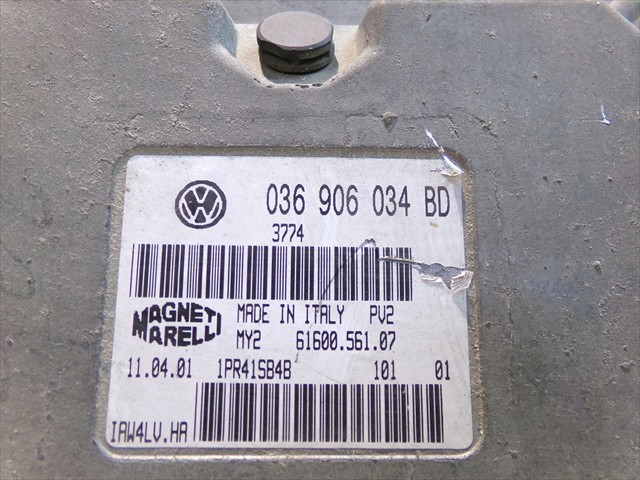 036 906 034 BD
3774
MAGNETI MARELLI
MADE IN ITALY PV2
MY2 61600.561.07
11.04.01 1PR41SB4B 101 01
IAW4LV.HA